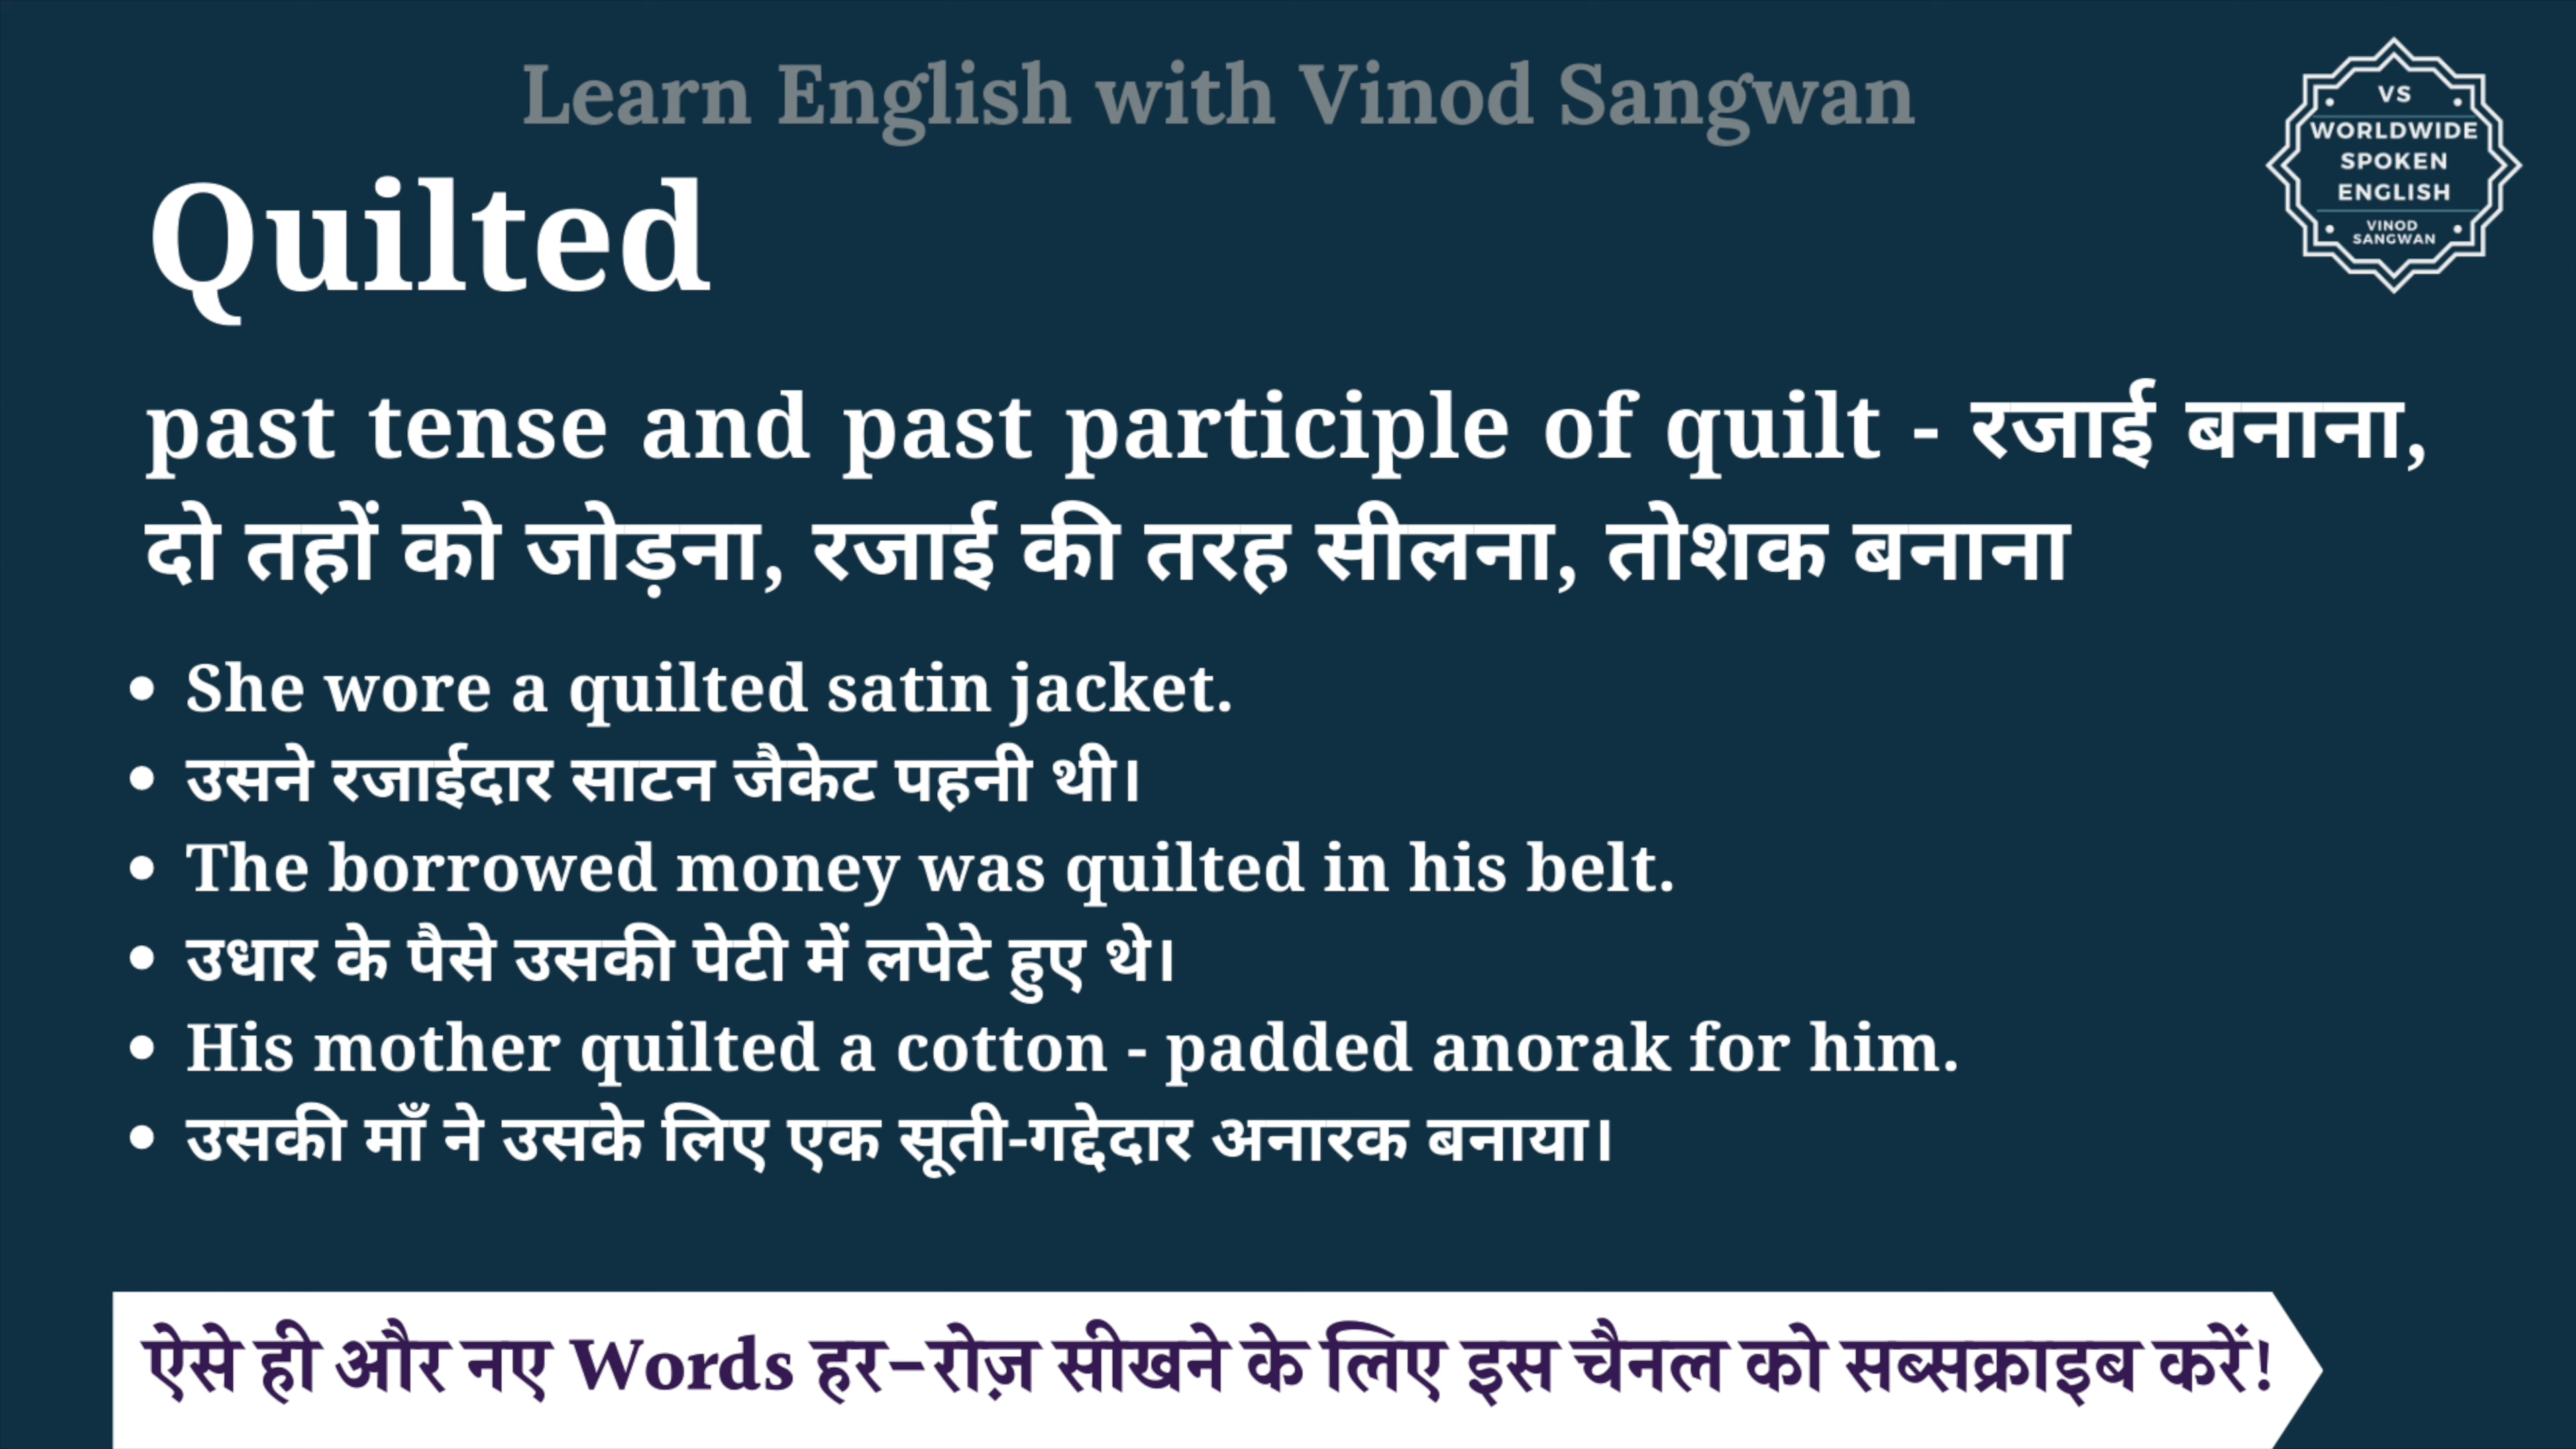 Learn English with Vinod Sangwan
VS
WORLDWIDE
SPOKEN
ENGLISH
VINOD
SANGWAN
Quilted
past tense and past participle of quilt - रजाई बनाना,
दो तहों को जोड़ना, रजाई की तरह सीलना, तोशक बनाना
• She wore a quilted satin jacket.
• उसने रजाईदार साटन जैकेट पहनी थी।
• The borrowed money was quilted in his belt.
• उधार के पैसे उसकी पेटी में लपेटे हुए थे।
• His mother quilted a cotton - padded anorak for him.
• उसकी माँ ने उसके लिए एक सूती-गद्देदार अनारक बनाया।
ऐसे ही और नए Words हर-रोज़ सीखने के लिए इस चैनल को सब्सक्राइब करें!